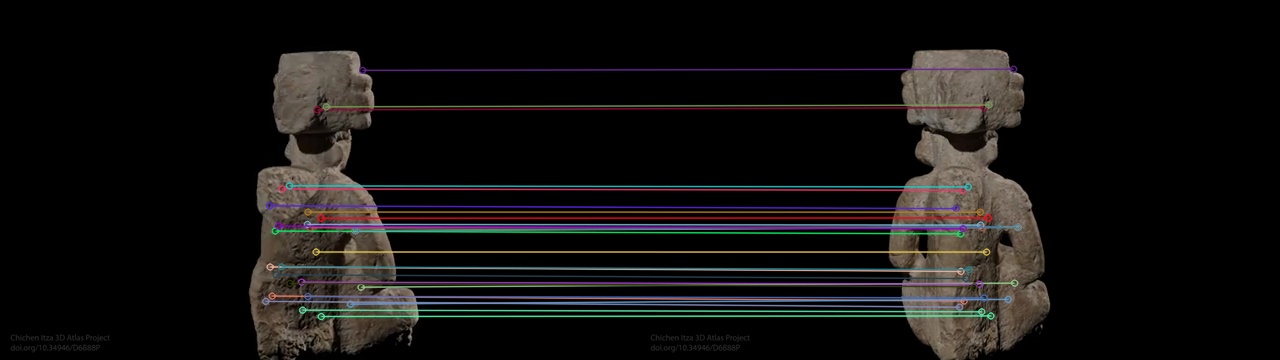 Chichen Itza 3D Atlas Project
doi.org/10.34946/D6B88P
Chichen Itza 3D Atlas Project
doi.org/10.34946/D6B88P